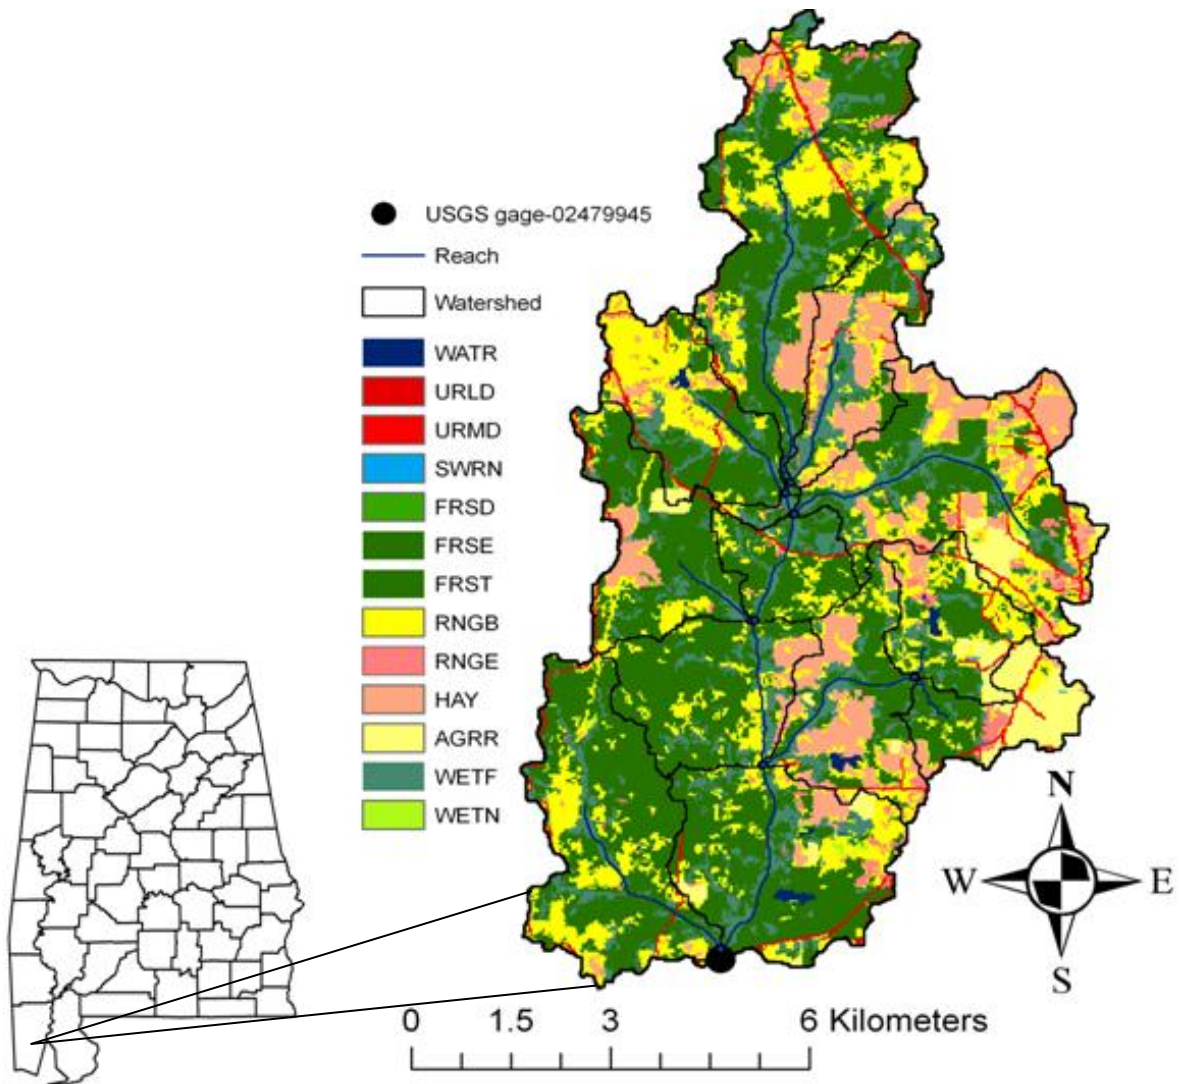 USGS gage-02479945
Reach
Watershed
WATR
URLD
URMD
SWRN
FRSD
FRSE
FRST
RNGB
RNGE
HAY
AGRR
WETF
WETN
N
W E
S
0 1.5 3 6 Kilometers